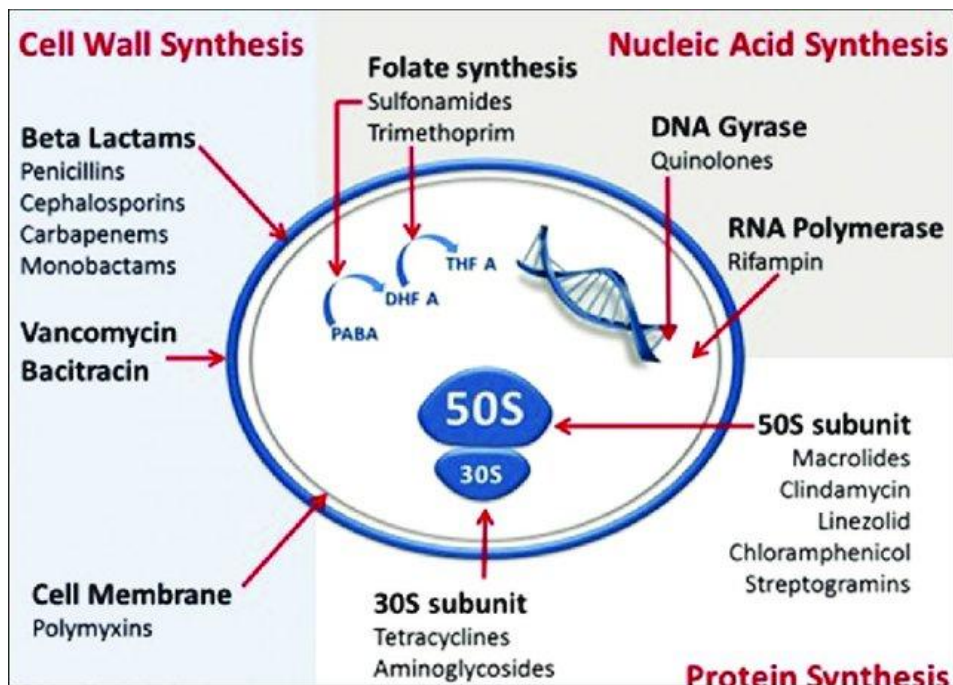 Cell Wall Synthesis
Nucleic Acid Synthesis
Folate synthesis
Sulfonamides
Trimethoprim
Beta Lactams
Penicillins
Cephalosporins
Carbapenems
Monobactams
DNA Gyrase
Quinolones
RNA Polymerase
Rifampin
THF A
DHF A
PABA
Vancomycin
Bacitracin
50S
30S
50S subunit
Macrolides
Clindamycin
Linezolid
Chloramphenicol
Streptogramins
Cell Membrane
Polymyxins
30S subunit
Tetracyclines
Aminoglycosides
Protein Synthesis